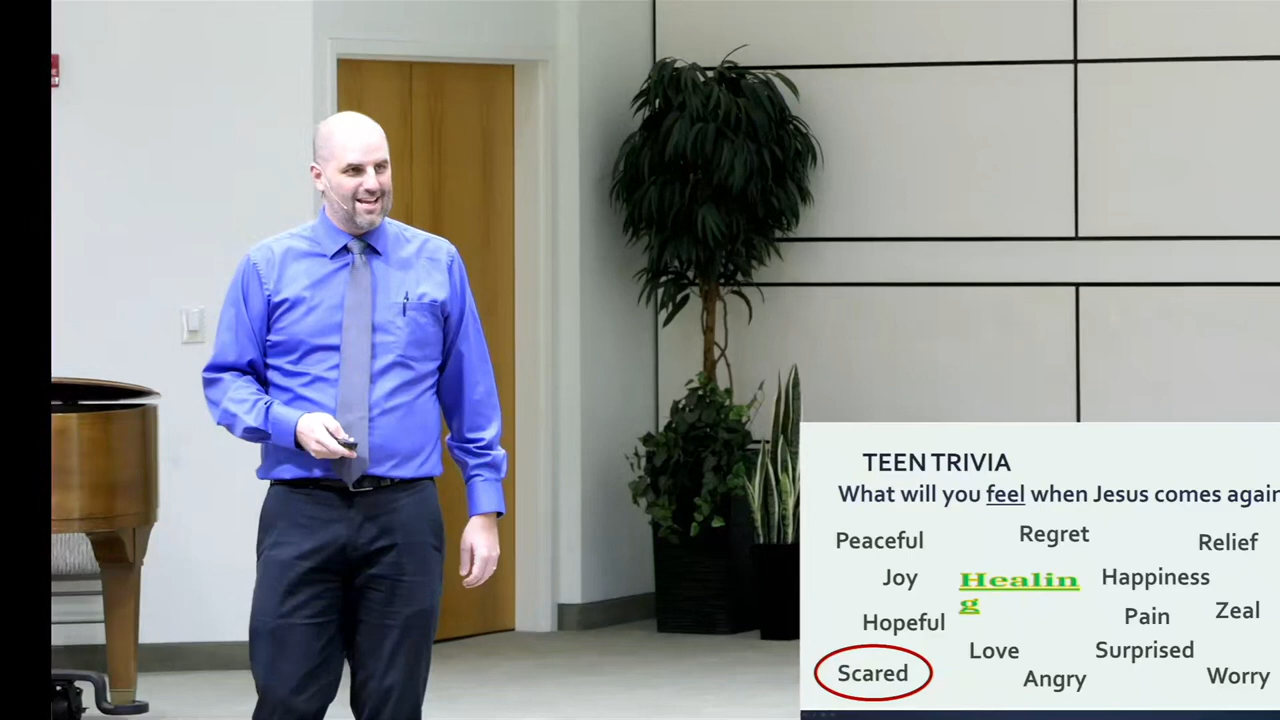 TEEN TRIVIA
What will you feel when Jesus comes again
Peaceful Regret Relief
Joy Healin Happiness
g
Hopeful Pain Zeal
Love Surprised
Scared Angry Worry